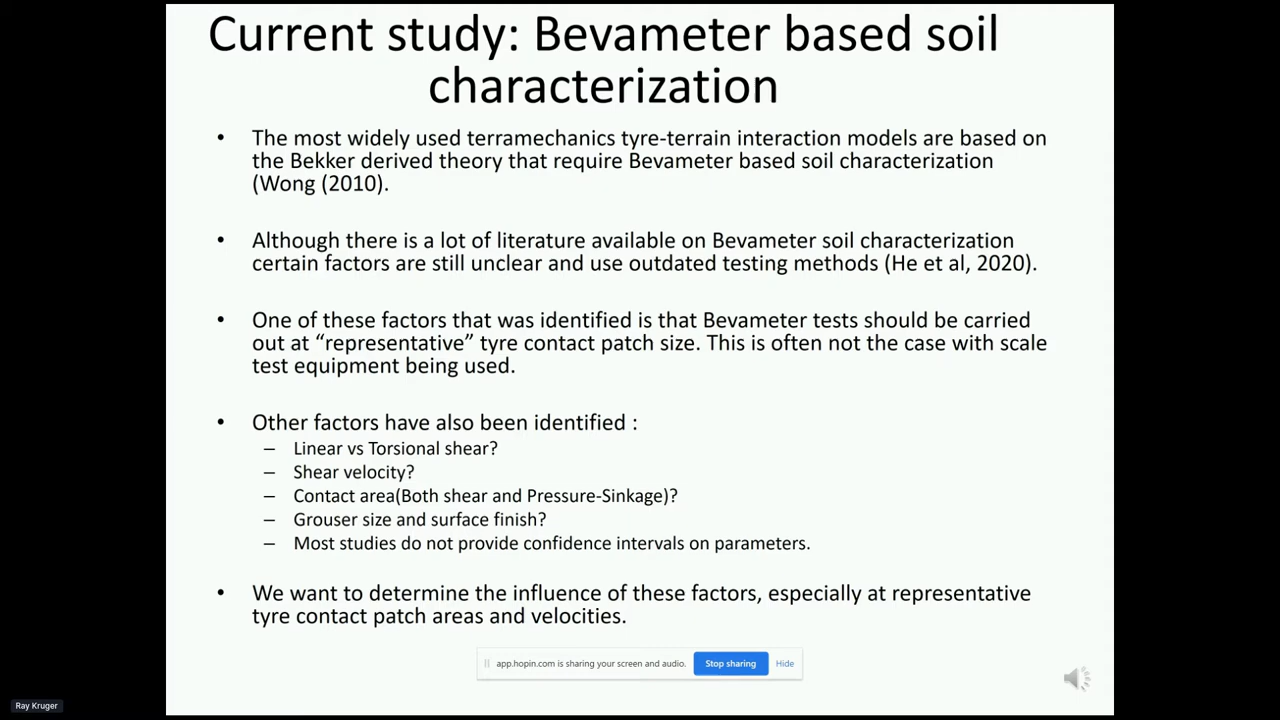 Current study: Bevameter based soil
characterization
• The most widely used terramechanics tyre-terrain interaction models are based on
the Bekker derived theory that require Bevameter based soil characterization
(Wong (2010).
• Although there is a lot of literature available on Bevameter soil characterization
certain factors are still unclear and use outdated testing methods (He et al, 2020).
• One of these factors that was identified is that Bevameter tests should be carried
out at “representative” tyre contact patch size. This is often not the case with scale
test equipment being used.
• Other factors have also been identified :
– Linear vs Torsional shear?
– Shear velocity?
– Contact area(Both shear and Pressure-Sinkage)?
– Grouser size and surface finish?
– Most studies do not provide confidence intervals on parameters.
• We want to determine the influence of these factors, especially at representative
tyre contact patch areas and velocities.
app.hopin.com is sharing your screen and audio. Stop sharing Hide
Ray Kruger